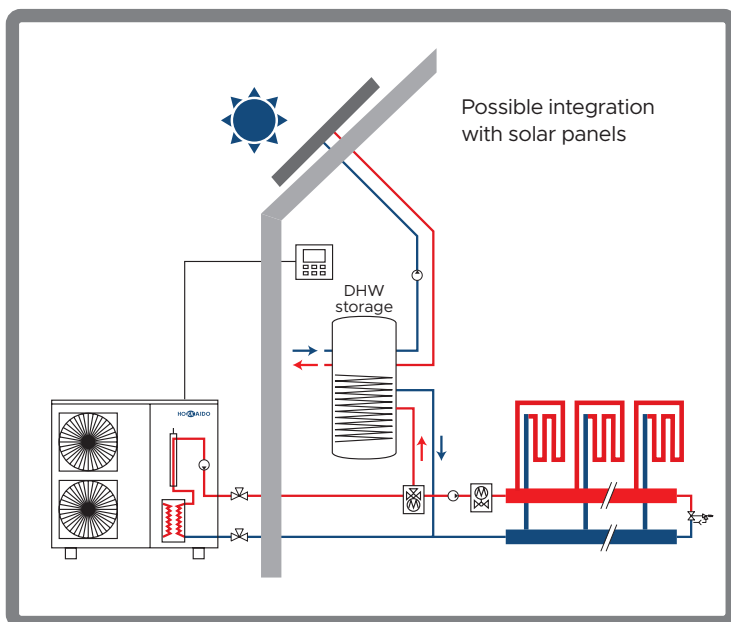 Possible integration
with solar panels
DHW
storage
HOKKAIDO